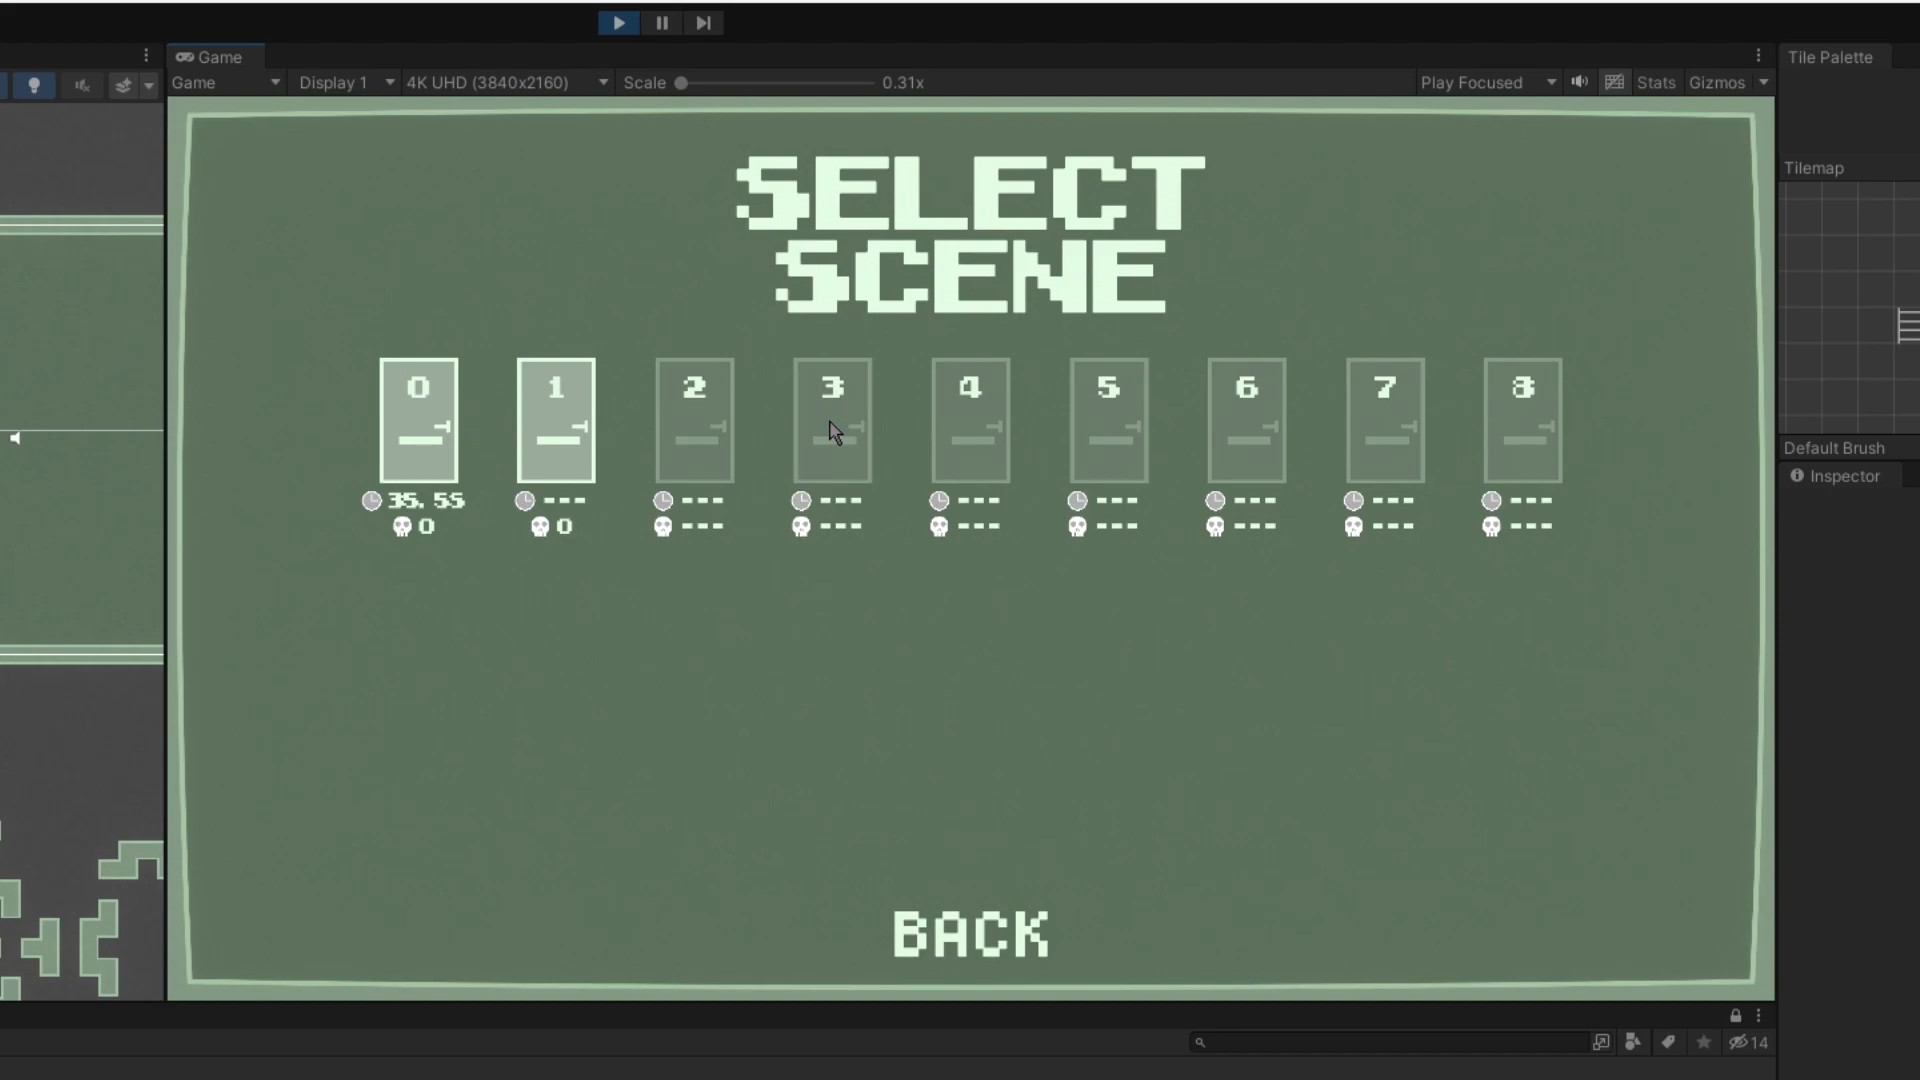 Game
Tile Palette
Game Display 1 4K UHD (3840x2160) Scale 0.31x Play Focused Stats Gizmos
SELECT
SCENE
Tilemap
0 1 2 3 4 5 6 7 8
35.55 --- --- --- --- --- --- --- ---
0 0 --- --- --- --- --- --- ---
Default Brush
Inspector
BACK
14